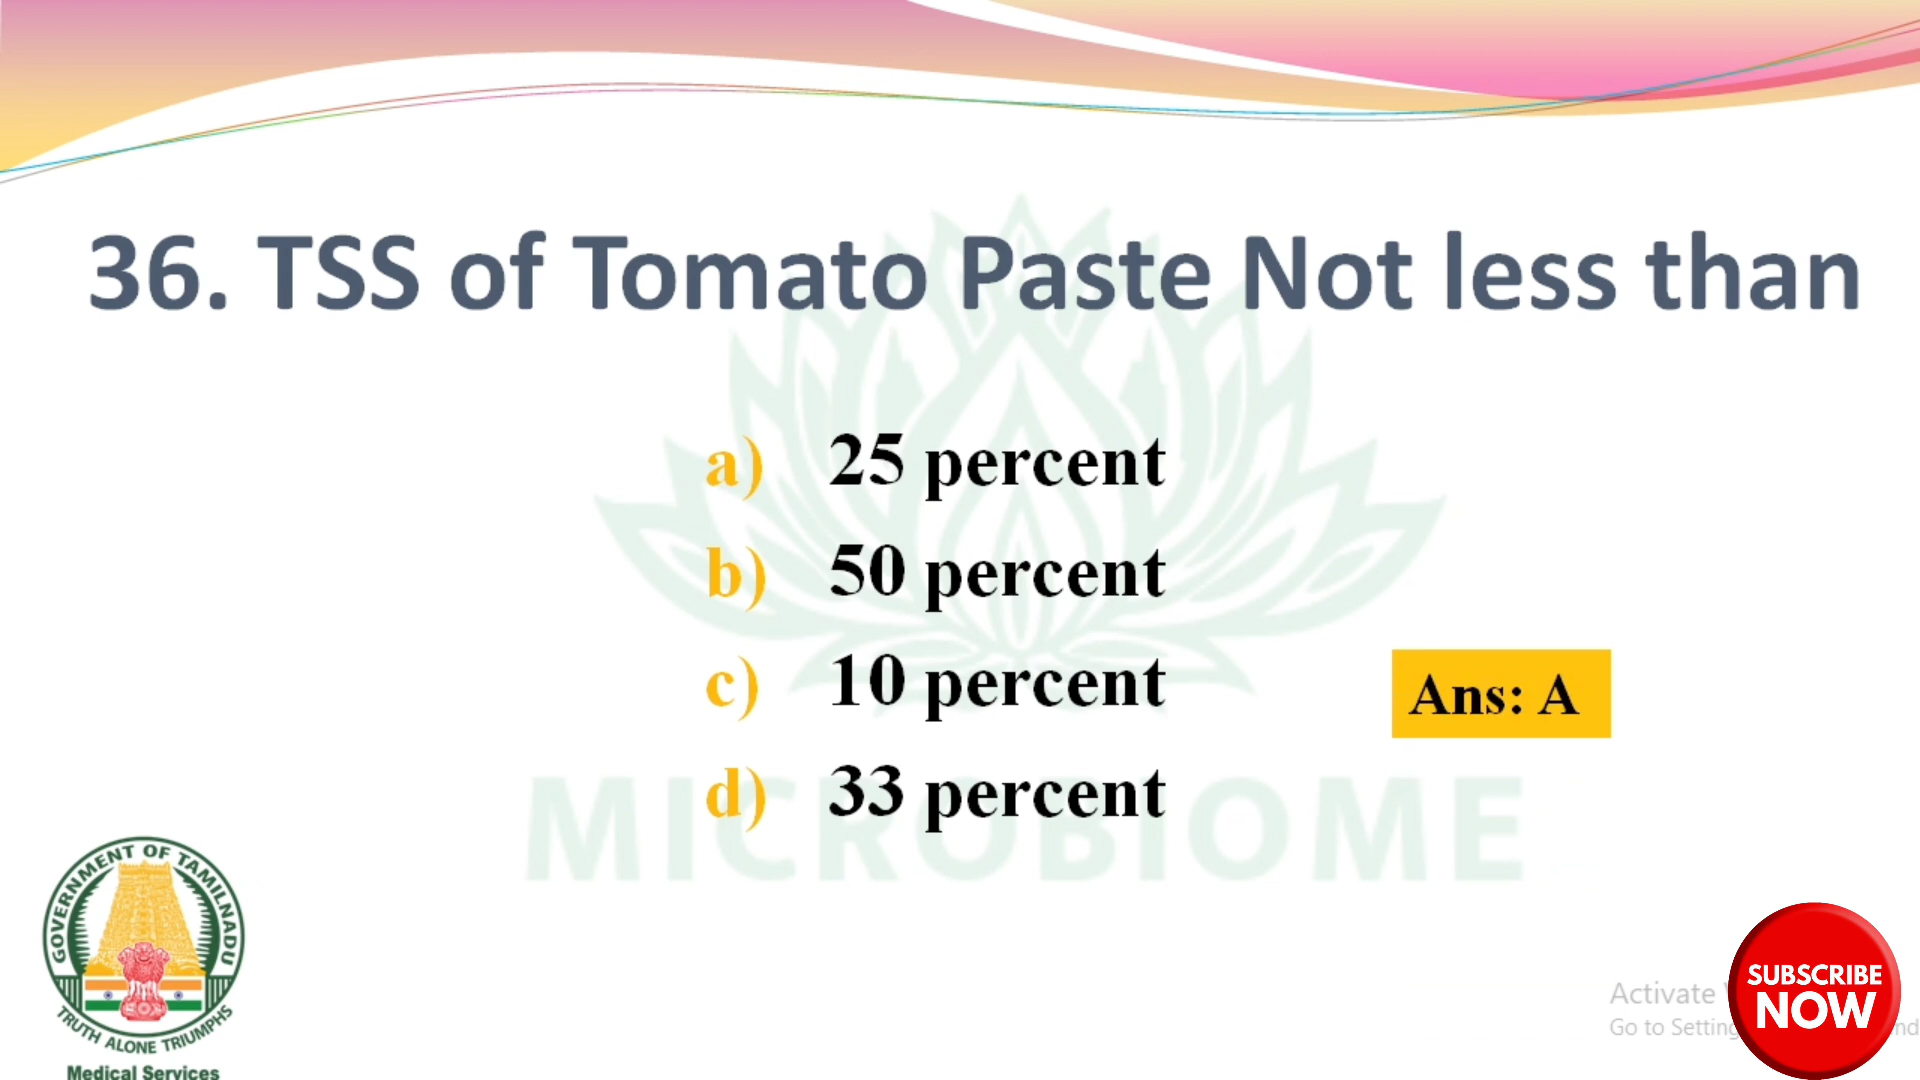 36. TSS of Tomato Paste Not less than
a) 25 percent
b) 50 percent
c) 10 percent
d) 33 percent
Ans: A
MICROBIOME
GOVERNMENT OF TAMILNADU
TRUTH ALONE TRIUMPHS
Medical Services
Activate
Go to
SUBSCRIBE
NOW